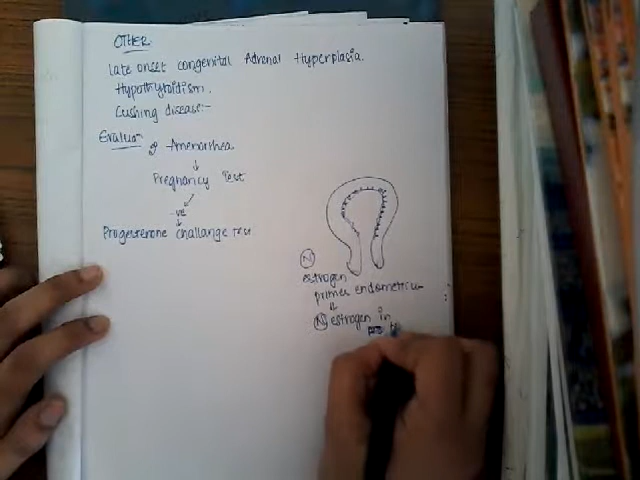 OTHER
Late onset congenital Adrenal Hyperplasia.
Hypothyroidism.
Cushing disease:-
Evaluan of Amenorrhea
↓
Pregnancy Test
↓
-ve
↓
Progesterone challange test
(N)
estrogen
primes endometrium
↓
(N) estrogen in